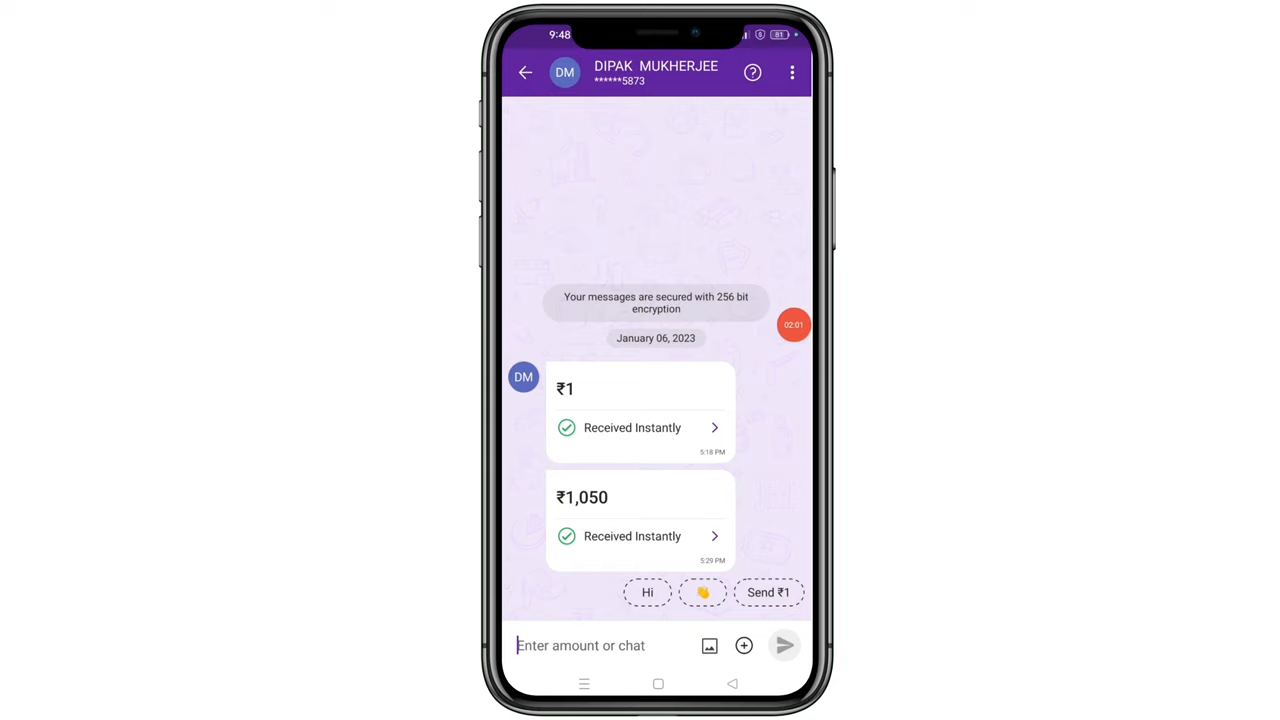 9:48
6
81
DM
DIPAK MUKHERJEE
******5873
?
Your messages are secured with 256 bit
encryption
02:01
January 06, 2023
DM
₹1
Received Instantly
5:18 PM
₹1,050
Received Instantly
5:29 PM
Hi
Send ₹1
Enter amount or chat